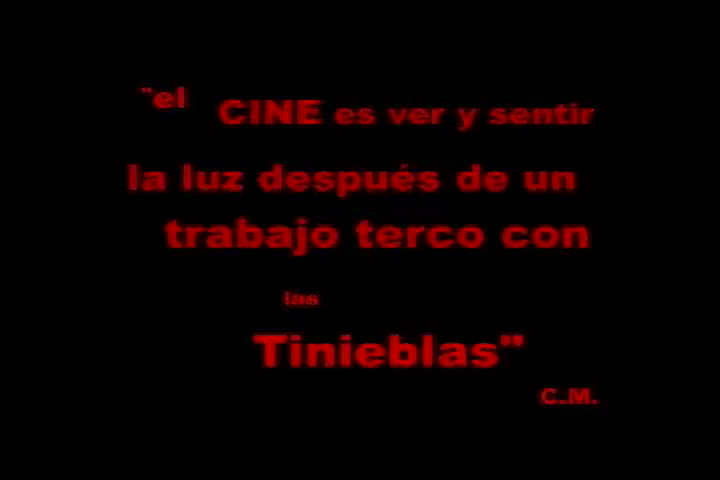 "el CINE es ver y sentir
la luz después de un
trabajo terco con
las
Tinieblas"
C.M.